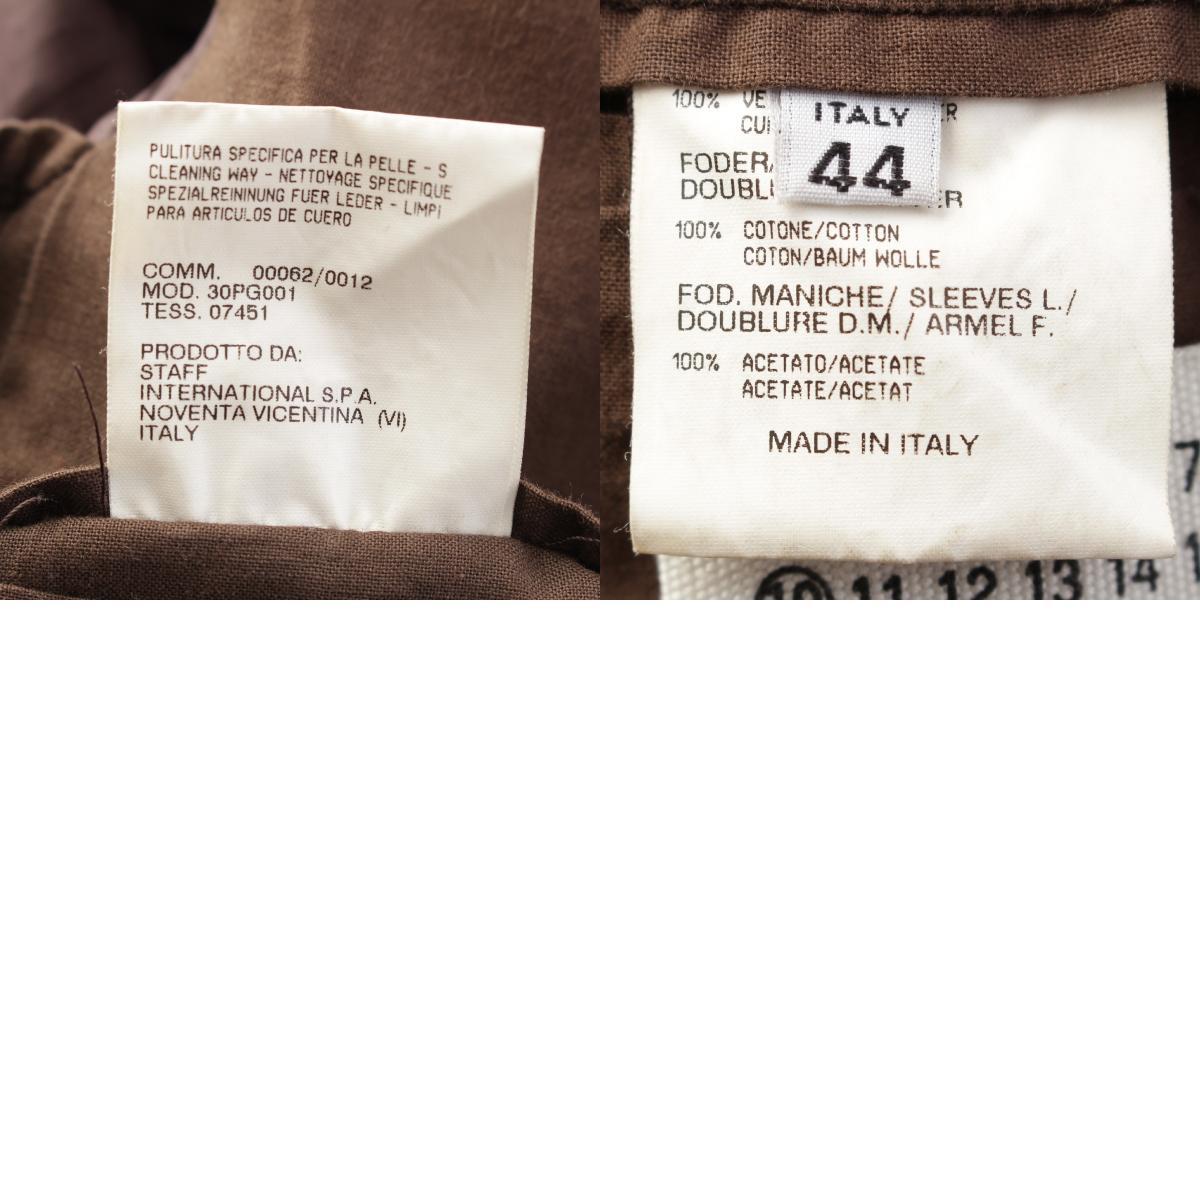 PULITURA SPECIFICA PER LA PELLE - S
CLEANING WAY - NETTOYAGE SPECIFIQUE
SPEZIALREININUNG FUER LEDER - LIMPI
PARA ARTICULOS DE CUERO
COMM. 00062/0012
MOD. 30PG001
TESS. 07451
PRODOTTO DA:
STAFF
INTERNATIONAL S.P.A.
NOVENTA VICENTINA (VI)
ITALY
100%
ITALY
44
100% COTONE/COTTON
COTON/BAUM WOLLE
FOD. MANICHE/ SLEEVES L./
DOUBLURE D.M./ ARMEL F.
100% ACETATO/ACETATE
ACETATE/ACETAT
MADE IN ITALY
10 11 12 13 14